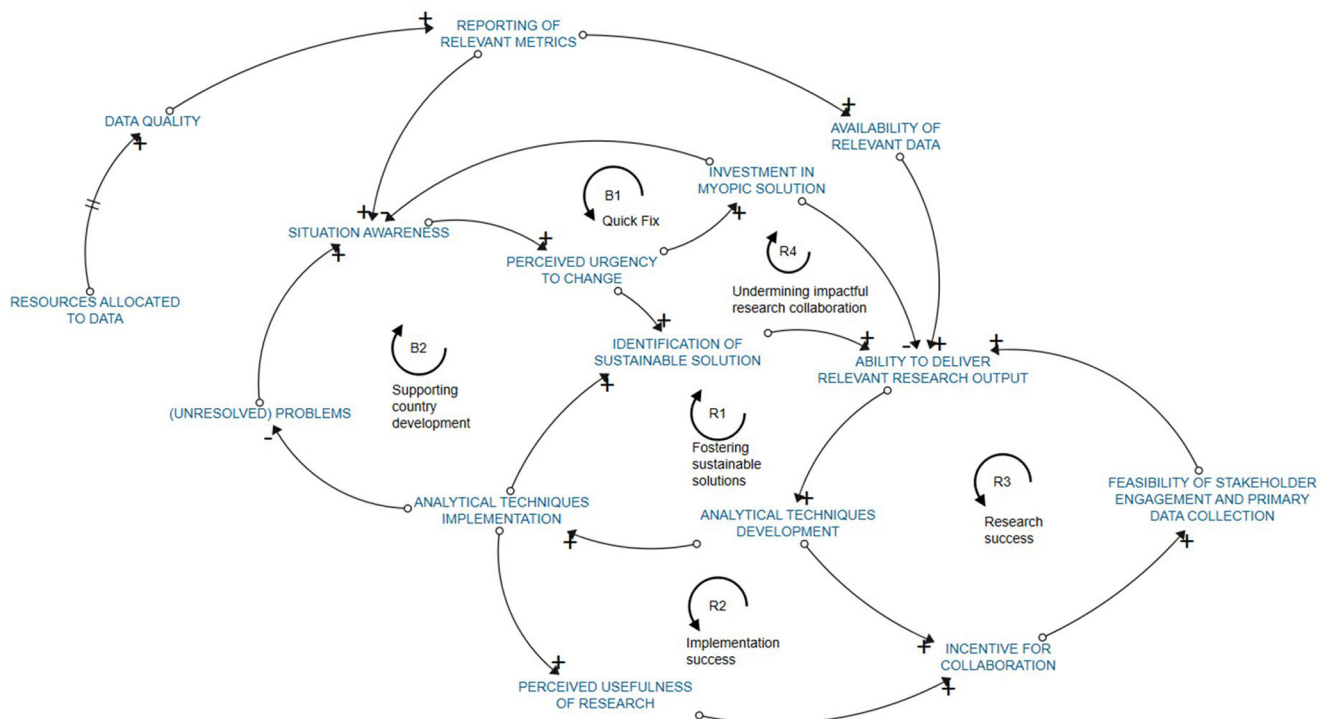 REPORTING OF
RELEVANT METRICS
+
DATA QUALITY
+
+
AVAILABILITY OF
RELEVANT DATA
INVESTMENT IN
MYOPIC SOLUTION
+
B1
Quick Fix
+ -
SITUATION AWARENESS
+
+
PERCEIVED URGENCY
TO CHANGE
R4
Undermining impactful
research collaboration
RESOURCES ALLOCATED
TO DATA
+
IDENTIFICATION OF
SUSTAINABLE SOLUTION
+
+
- +
+
ABILITY TO DELIVER
RELEVANT RESEARCH OUTPUT
B2
Supporting
country
development
(UNRESOLVED) PROBLEMS
-
R1
Fostering
sustainable
solutions
ANALYTICAL TECHNIQUES
IMPLEMENTATION
+
+
ANALYTICAL TECHNIQUES
DEVELOPMENT
R3
Research
success
FEASIBILITY OF STAKEHOLDER
ENGAGEMENT AND PRIMARY
DATA COLLECTION
+
R2
Implementation
success
+
INCENTIVE FOR
COLLABORATION
+
+
PERCEIVED USEFULNESS
OF RESEARCH